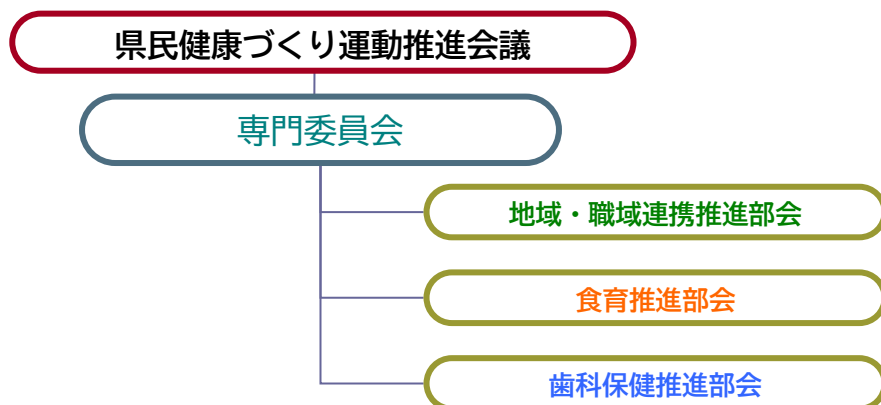 県民健康づくり運動推進会議
専門委員会
地域・職域連携推進部会
食育推進部会
歯科保健推進部会